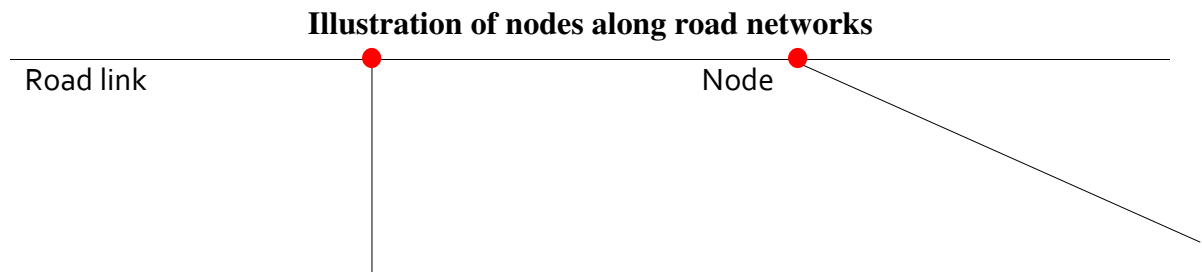 Illustration of nodes along road networks
Road link
Node